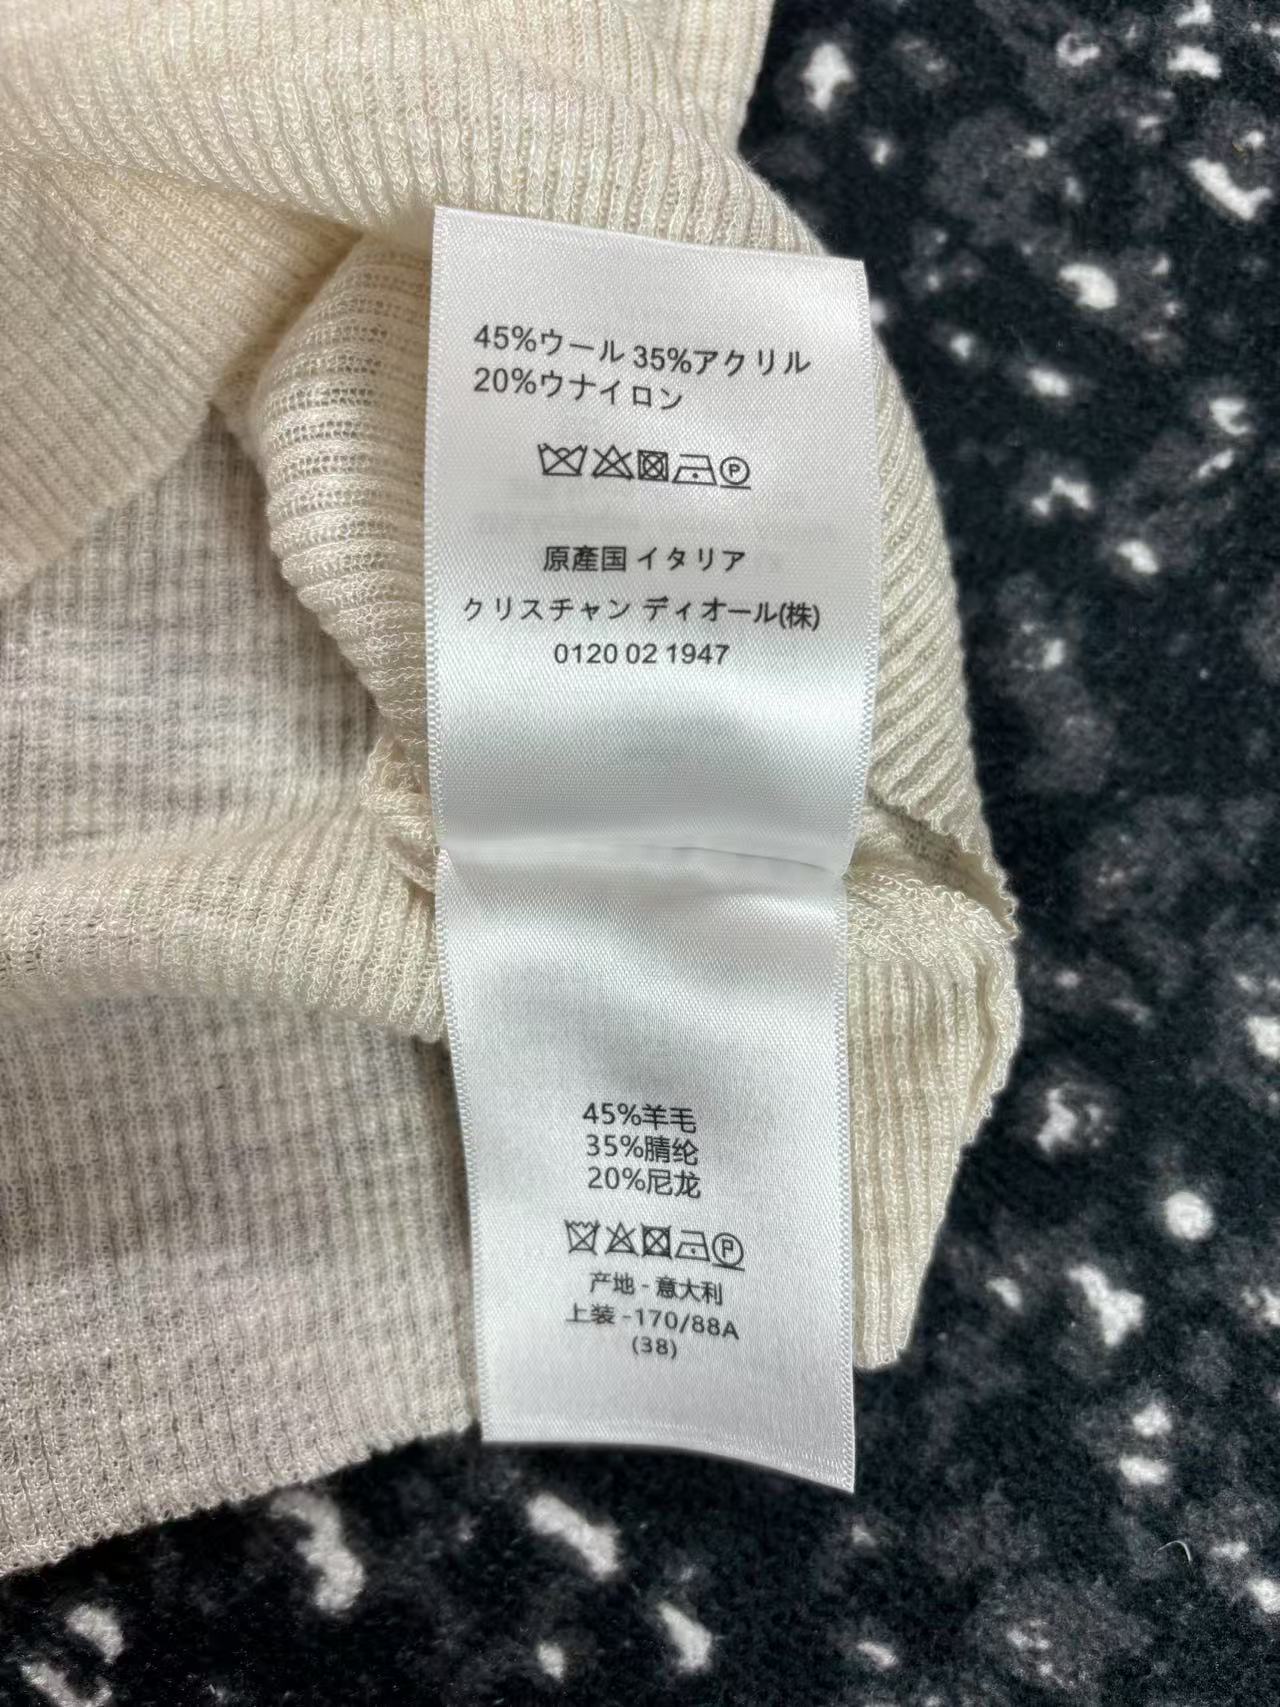 45%ウール 35%アクリル
20%ウナイロン
P
原產国 イタリア
クリスチャン ディオール(株)
0120 02 1947
45%羊毛
35%腈纶
20%尼龙
P
产地 - 意大利
上装 -170/88A
(38)